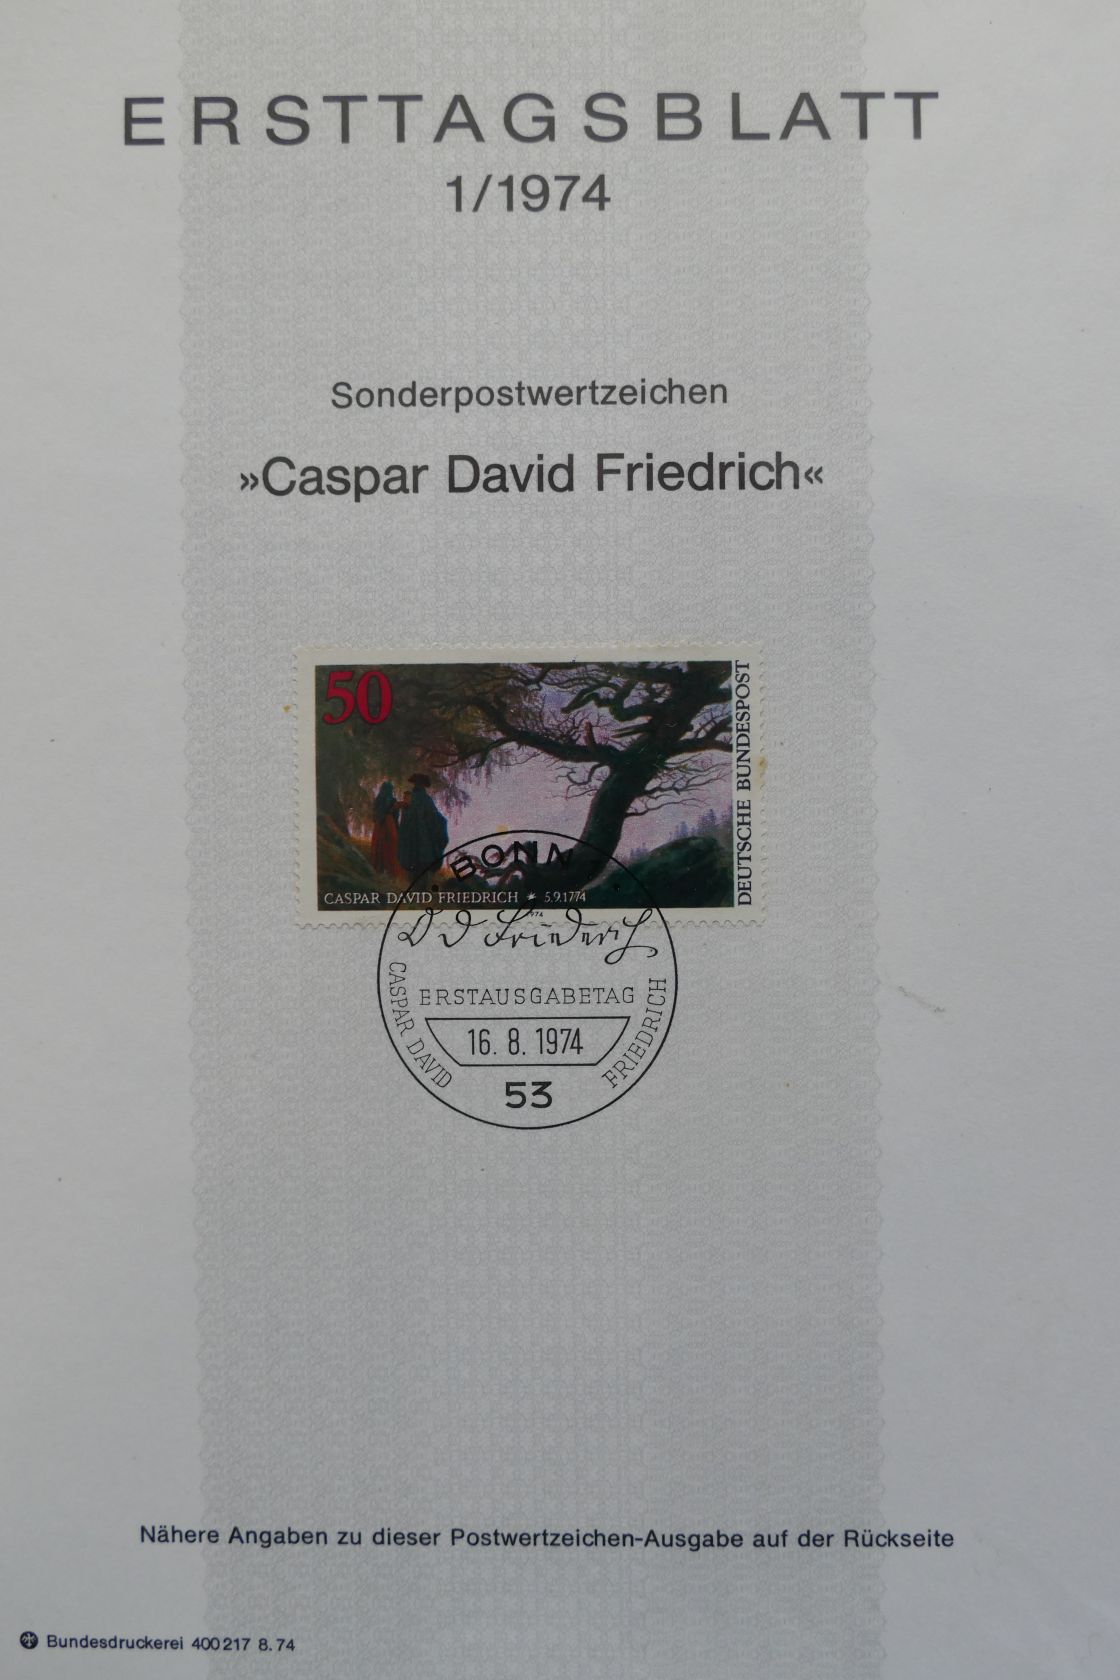 ERSTTAGSBLATT
1/1974
Sonderpostwertzeichen
»Caspar David Friedrich«
50
DEUTSCHE BUNDESPOST
CASPAR DAVID FRIEDRICH * 5.9.1774
1974
BONN
C D Friederich
ERSTAUSGABETAG
16. 8. 1974
CASPAR DAVID FRIEDRICH
53
Nähere Angaben zu dieser Postwertzeichen-Ausgabe auf der Rückseite
Bundesdruckerei 400217 8.74